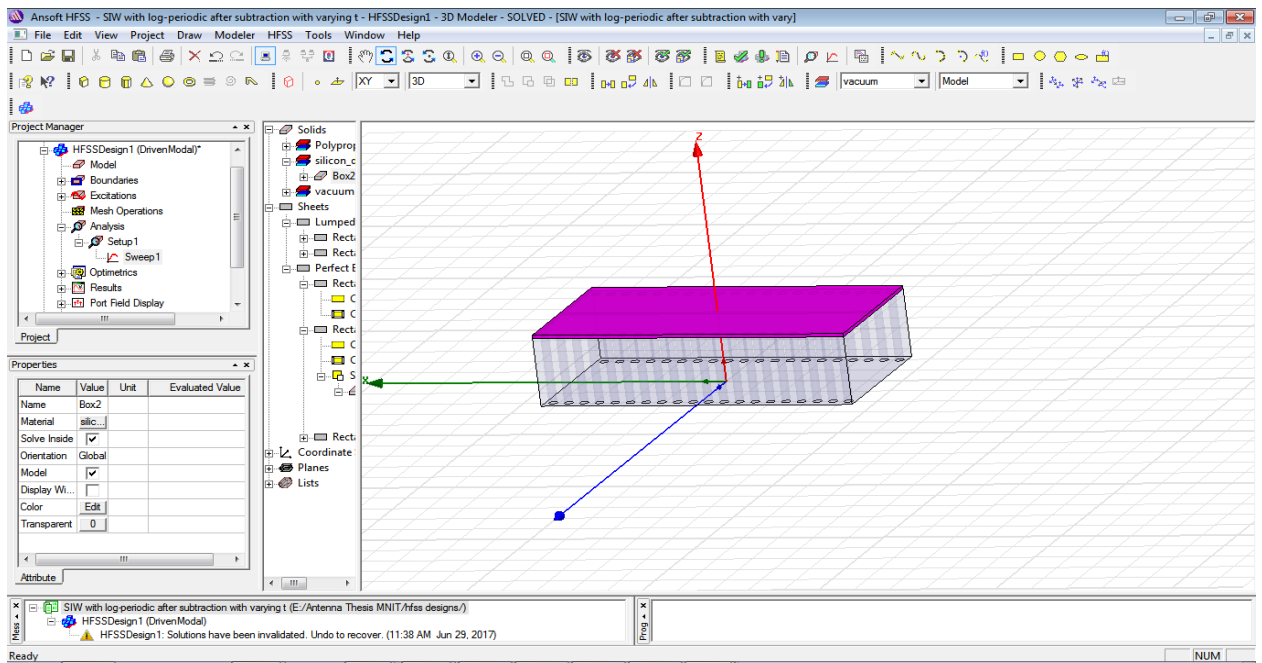 Ansoft HFSS - SIW with log-periodic after subtraction with varying t - HFSSDesign1 - 3D Modeler - SOLVED - [SIW with log-periodic after subtraction with vary]
File Edit View Project Draw Modeler HFSS Tools Window Help
XY 3D vacuum Model
Project Manager
HFSSDesign1 (DrivenModal)*
Model
Boundaries
Excitations
Mesh Operations
Analysis
Setup1
Sweep1
Optimetrics
Results
Port Field Display
Project
Properties
Name Value Unit Evaluated Value
Name Box2
Material silic...
Solve Inside
Orientation Global
Model
Display Wi...
Color Edit
Transparent 0
Attribute
Solids
Polyprop
silicon_d
Box2
vacuum
Sheets
Lumped
Recta
Recta
Perfect E
Recta
C
C
Recta
C
C
S
Recta
Coordinate
Planes
Lists
Z
X
Mess
SIW with log-periodic after subtraction with varying t (E:/Antenna Thesis MNIT/hfss designs/)
HFSSDesign1 (DrivenModal)
HFSSDesign1: Solutions have been invalidated. Undo to recover. (11:38 AM Jun 29, 2017)
Prog
Ready NUM